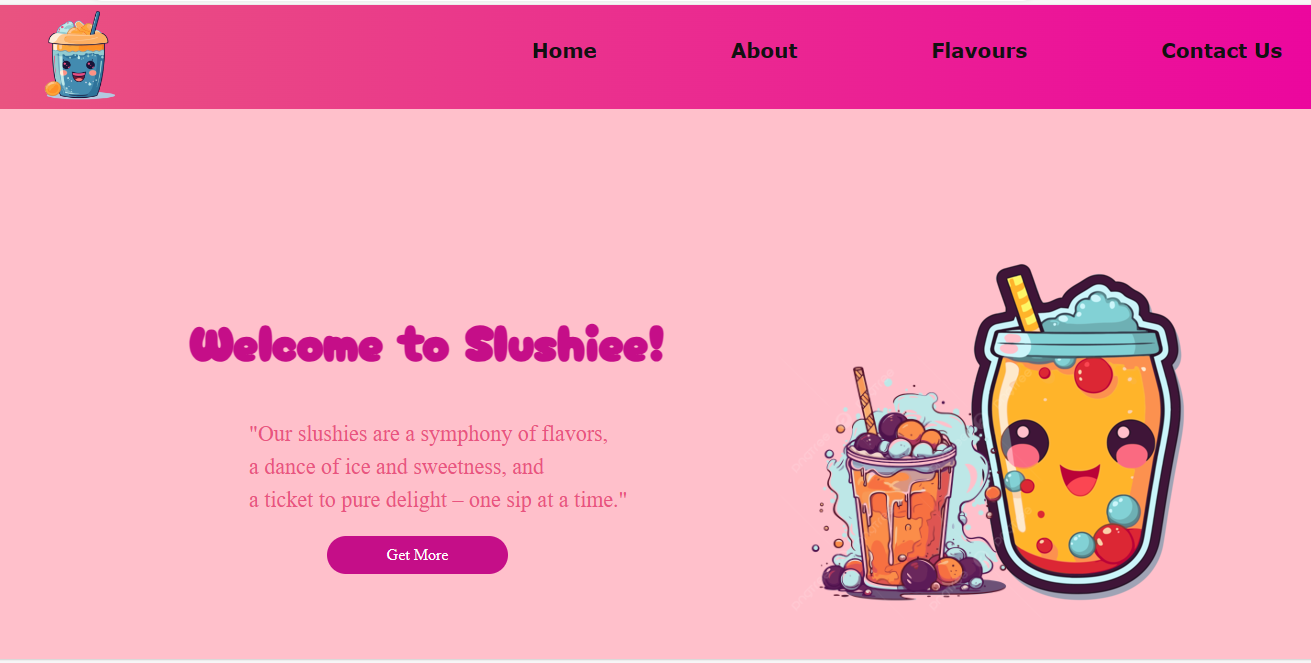 Home About Flavours Contact Us
Welcome to Slushiee!
"Our slushies are a symphony of flavors,
a dance of ice and sweetness, and
a ticket to pure delight – one sip at a time."
Get More